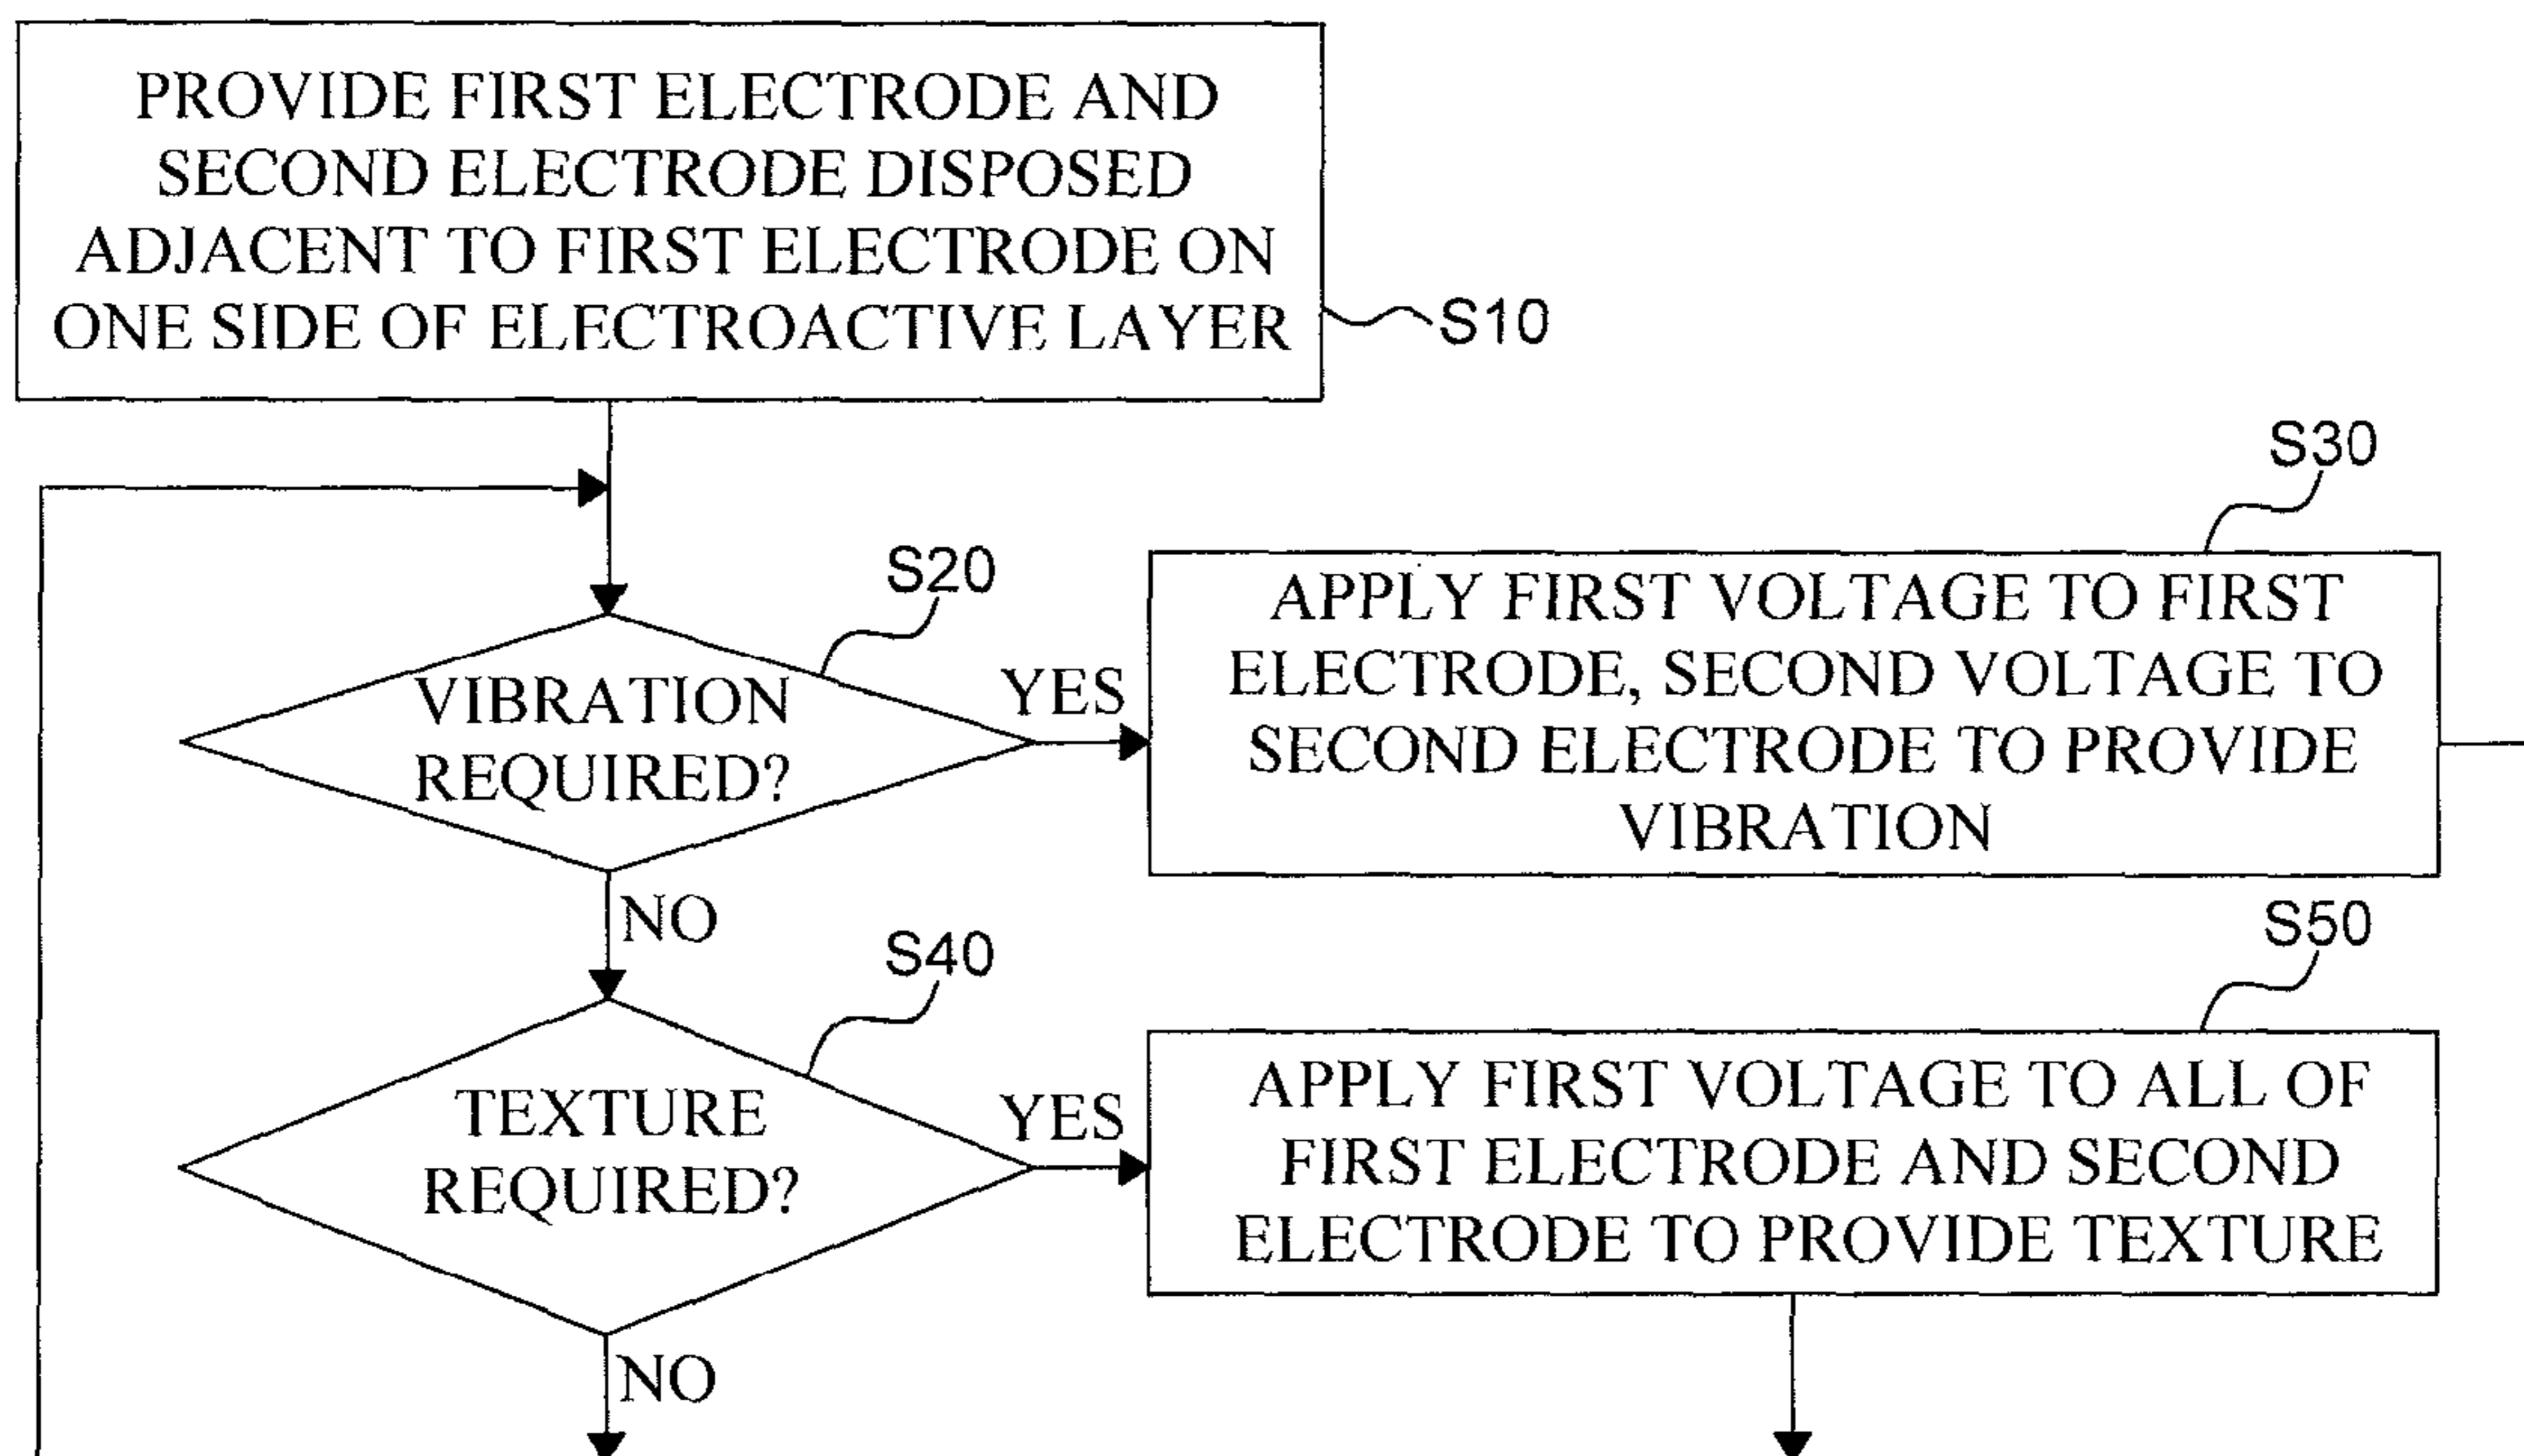 PROVIDE FIRST ELECTRODE AND
SECOND ELECTRODE DISPOSED
ADJACENT TO FIRST ELECTRODE ON
ONE SIDE OF ELECTROACTIVE LAYER
S10
S20
VIBRATION
REQUIRED?
YES
S30
APPLY FIRST VOLTAGE TO FIRST
ELECTRODE, SECOND VOLTAGE TO
SECOND ELECTRODE TO PROVIDE
VIBRATION
NO
S40
TEXTURE
REQUIRED?
YES
S50
APPLY FIRST VOLTAGE TO ALL OF
FIRST ELECTRODE AND SECOND
ELECTRODE TO PROVIDE TEXTURE
NO